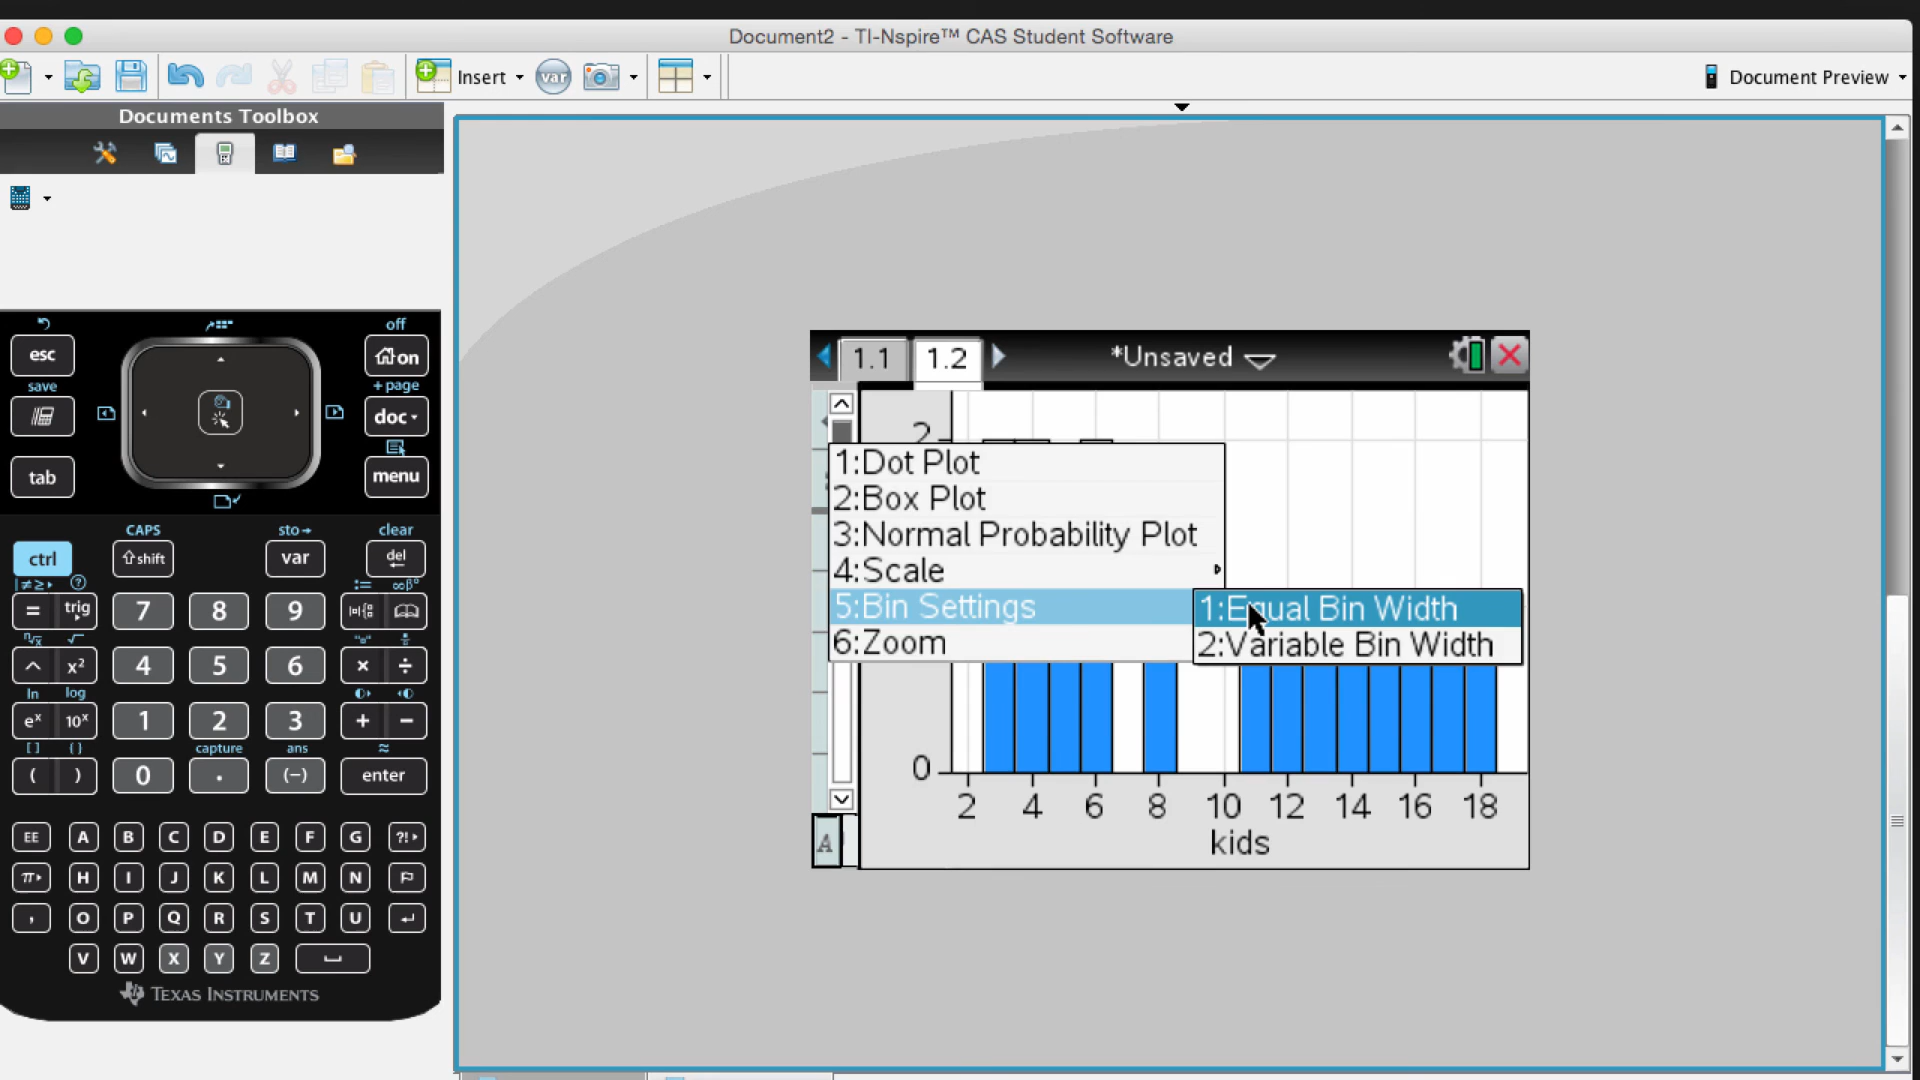 Document2 - TI-Nspire™ CAS Student Software
Insert
var
Document Preview
Documents Toolbox
off
esc
on
save
+ page
doc
tab
menu
CAPS
sto→
clear
ctrl
shift
var
del
= trig 7 8 9
^ x² 4 5 6 × ÷
ln log
eˣ 10ˣ 1 2 3 + −
[ ] { } capture ans ≈
( ) 0 . (−) enter
EE A B C D E F G ?!▸
π▸ H I J K L M N
, O P Q R S T U ↵
V W X Y Z
TEXAS INSTRUMENTS
1.1 1.2 *Unsaved
2
1:Dot Plot
2:Box Plot
3:Normal Probability Plot
4:Scale
5:Bin Settings
6:Zoom
1:Equal Bin Width
2:Variable Bin Width
0
2 4 6 8 10 12 14 16 18
kids
A